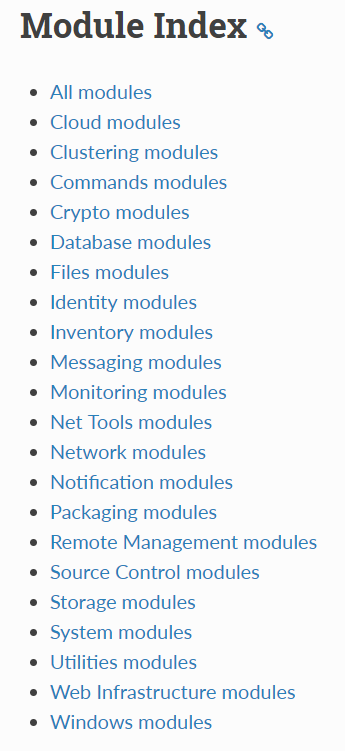 Module Index
All modules
Cloud modules
Clustering modules
Commands modules
Crypto modules
Database modules
Files modules
Identity modules
Inventory modules
Messaging modules
Monitoring modules
Net Tools modules
Network modules
Notification modules
Packaging modules
Remote Management modules
Source Control modules
Storage modules
System modules
Utilities modules
Web Infrastructure modules
Windows modules